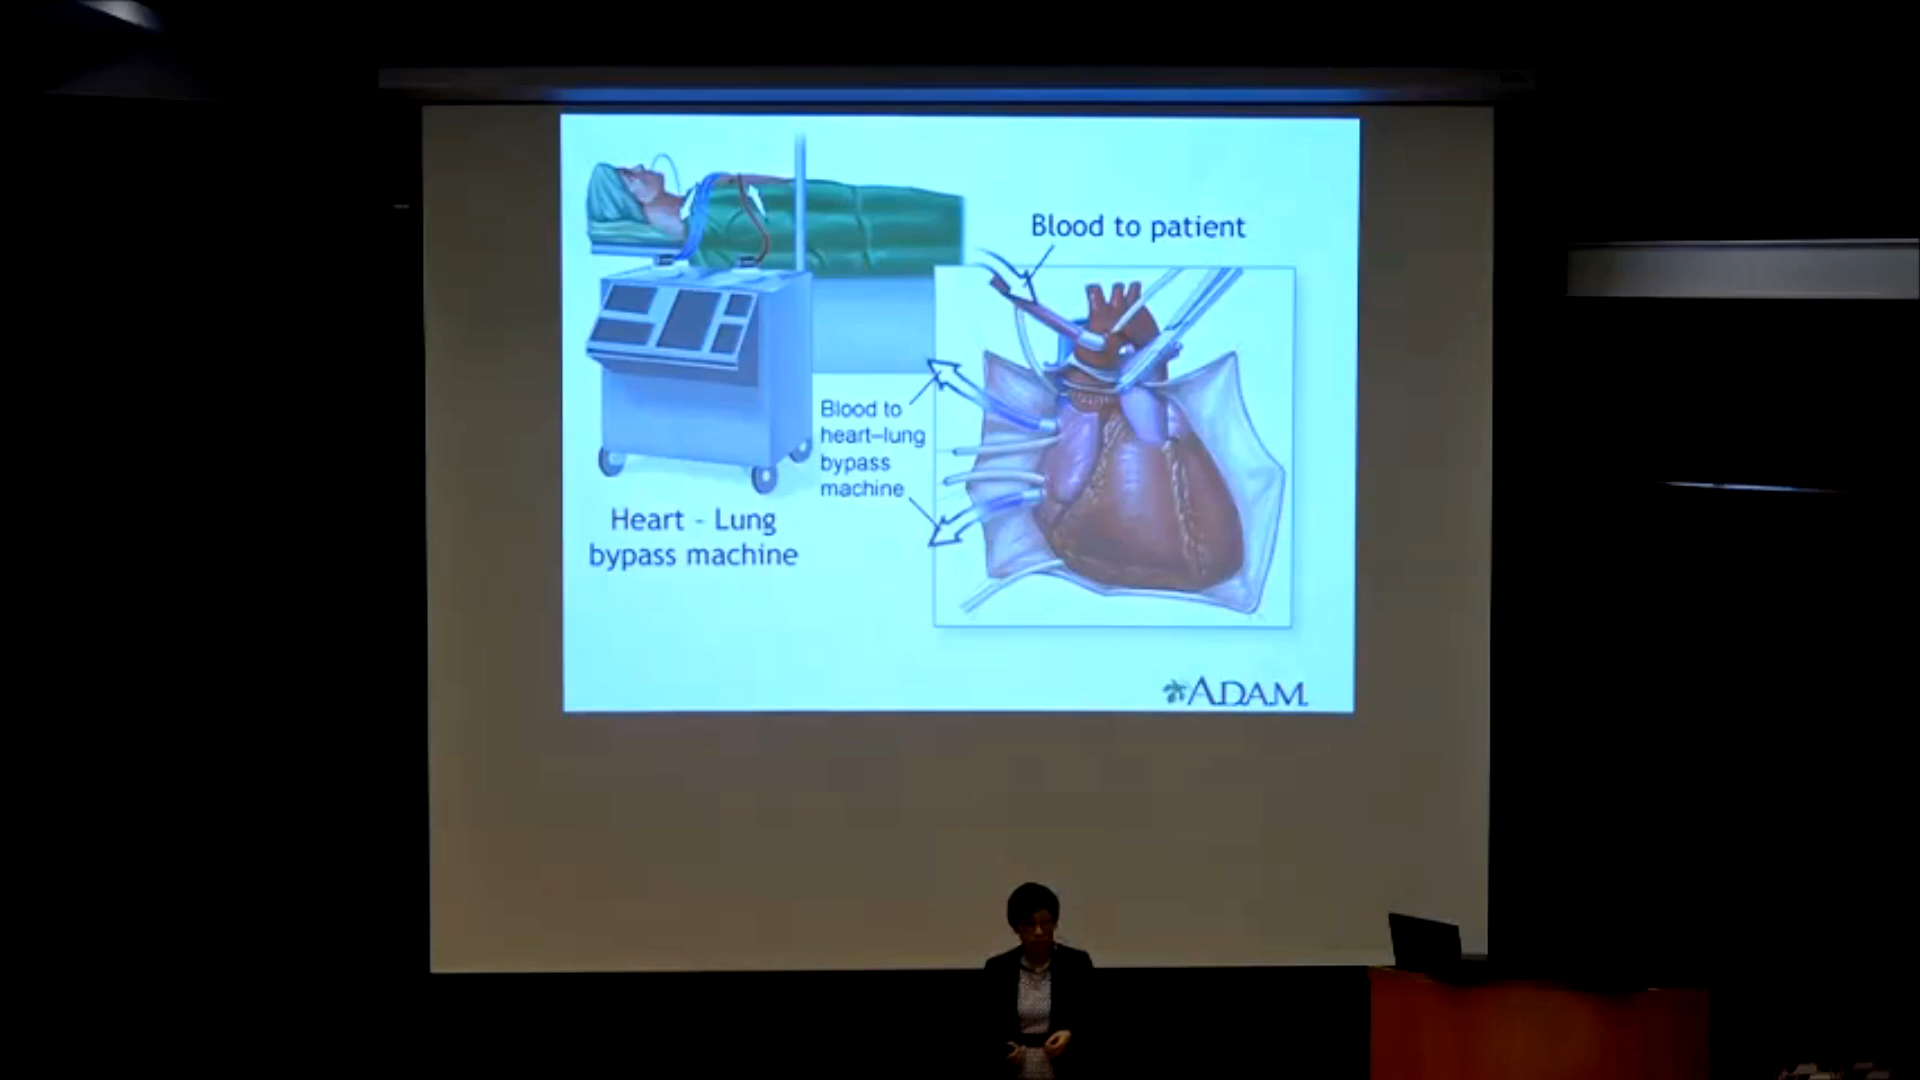 Blood to patient
Blood to
heart–lung
bypass
machine
Heart - Lung
bypass machine
A.D.A.M.